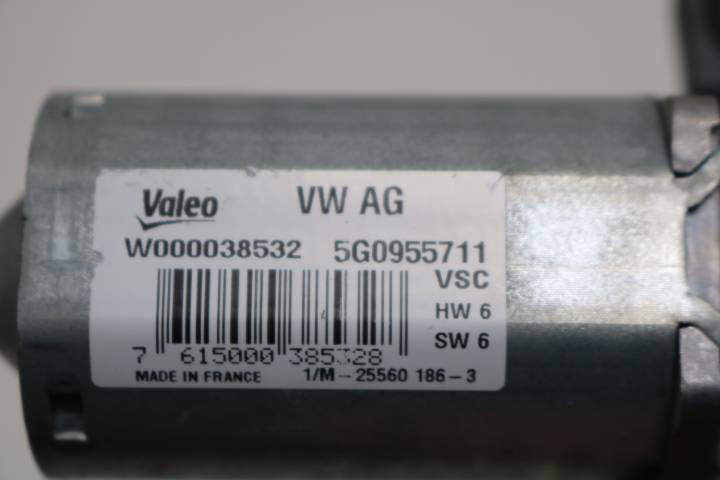 Valeo VW AG
W000038532 5G0955711
VSC
HW 6
SW 6
7 615000 385328
MADE IN FRANCE 1/M-25560 186-3